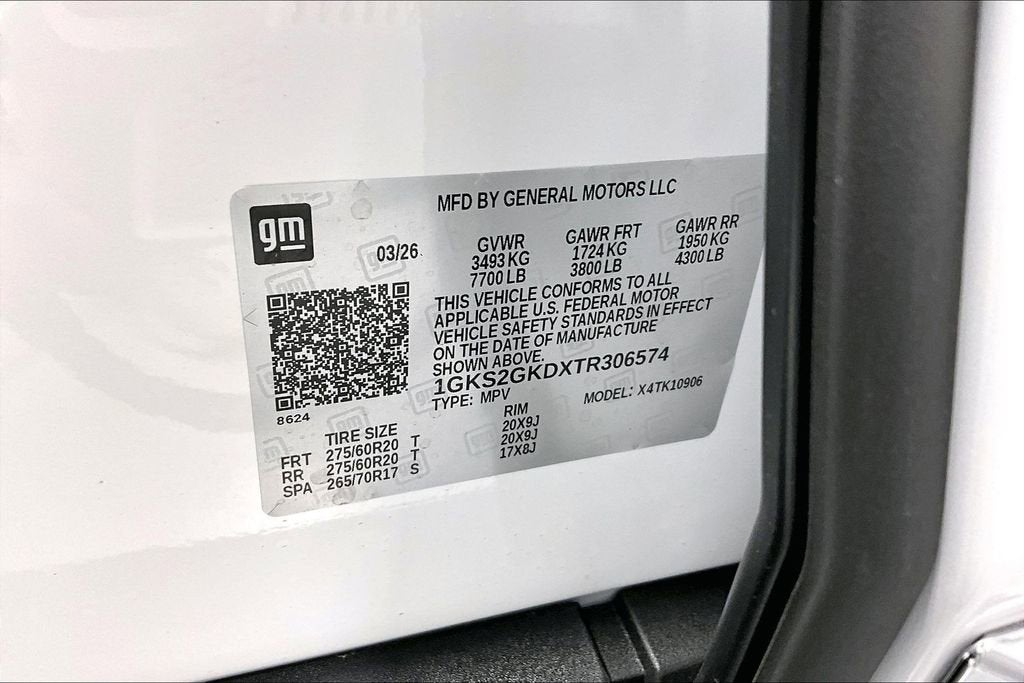 MFD BY GENERAL MOTORS LLC
gm
03/26
GVWR GAWR FRT GAWR RR
3493 KG 1724 KG 1950 KG
7700 LB 3800 LB 4300 LB
THIS VEHICLE CONFORMS TO ALL
APPLICABLE U.S. FEDERAL MOTOR
VEHICLE SAFETY STANDARDS IN EFFECT
ON THE DATE OF MANUFACTURE
SHOWN ABOVE.
1GKS2GKDXTR306574
TYPE: MPV MODEL: X4TK10906
8624
TIRE SIZE RIM
FRT 275/60R20 T 20X9J
RR 275/60R20 T 20X9J
SPA 265/70R17 S 17X8J